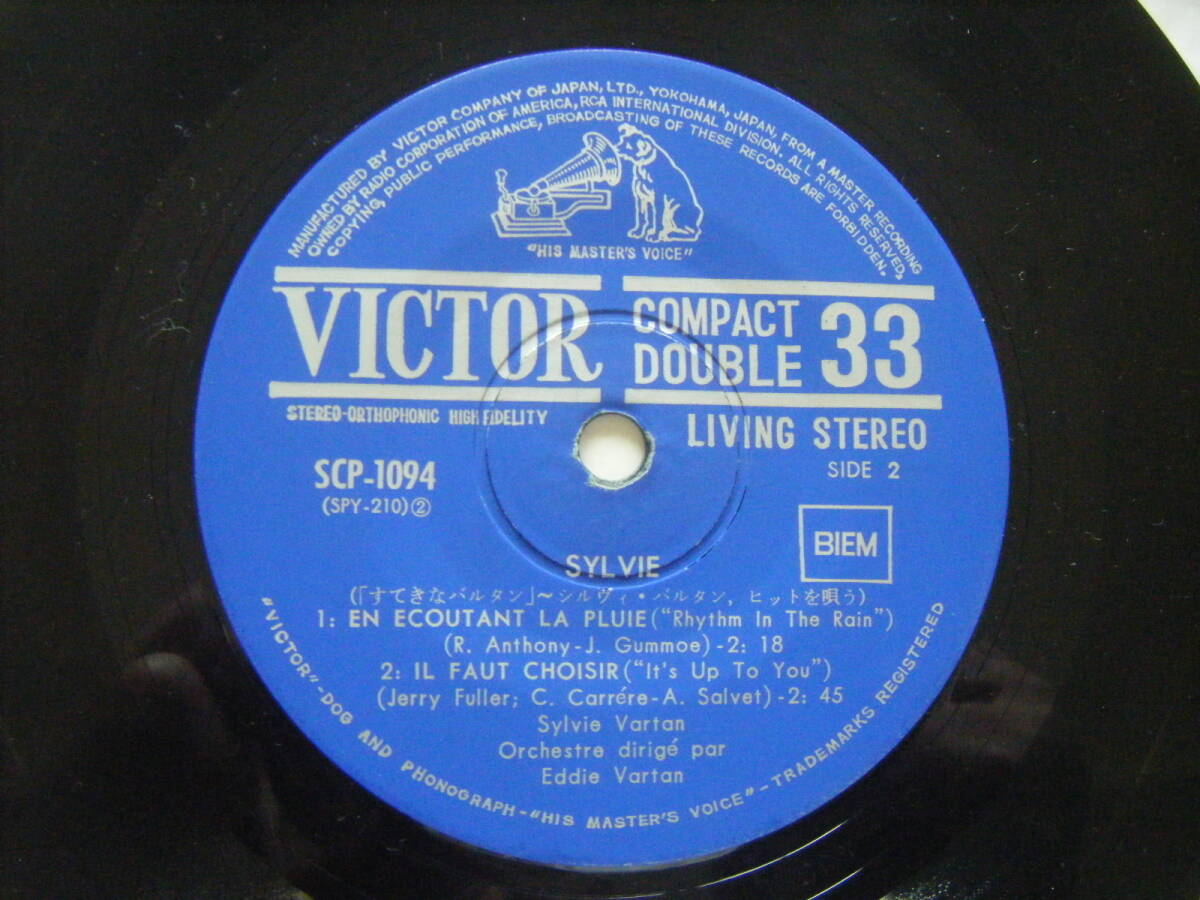 MANUFACTURED BY VICTOR COMPANY OF JAPAN, LTD., YOKOHAMA, JAPAN, FROM A MASTER RECORDING
OWNED BY RADIO CORPORATION OF AMERICA, RCA INTERNATIONAL DIVISION. ALL RIGHTS RESERVED,
COPYING, PUBLIC PERFORMANCE, BROADCASTING OF THESE RECORDS ARE FORBIDDEN.
"HIS MASTER'S VOICE"
VICTOR
COMPACT
DOUBLE 33
STEREO-ORTHOPHONIC HIGH FIDELITY
LIVING STEREO
SIDE 2
SCP-1094
(SPY-210)②
BIEM
SYLVIE
(「すてきなバルタン」~シルヴィ・バルタン, ヒットを唄う)
1: EN ECOUTANT LA PLUIE ("Rhythm In The Rain")
(R. Anthony-J. Gummoe)-2: 18
2: IL FAUT CHOISIR ("It's Up To You")
(Jerry Fuller; C. Carrére-A. Salvet)-2: 45
Sylvie Vartan
Orchestre dirigé par
Eddie Vartan
"VICTOR"-DOG AND PHONOGRAPH-"HIS MASTER'S VOICE"-TRADEMARKS REGISTERED